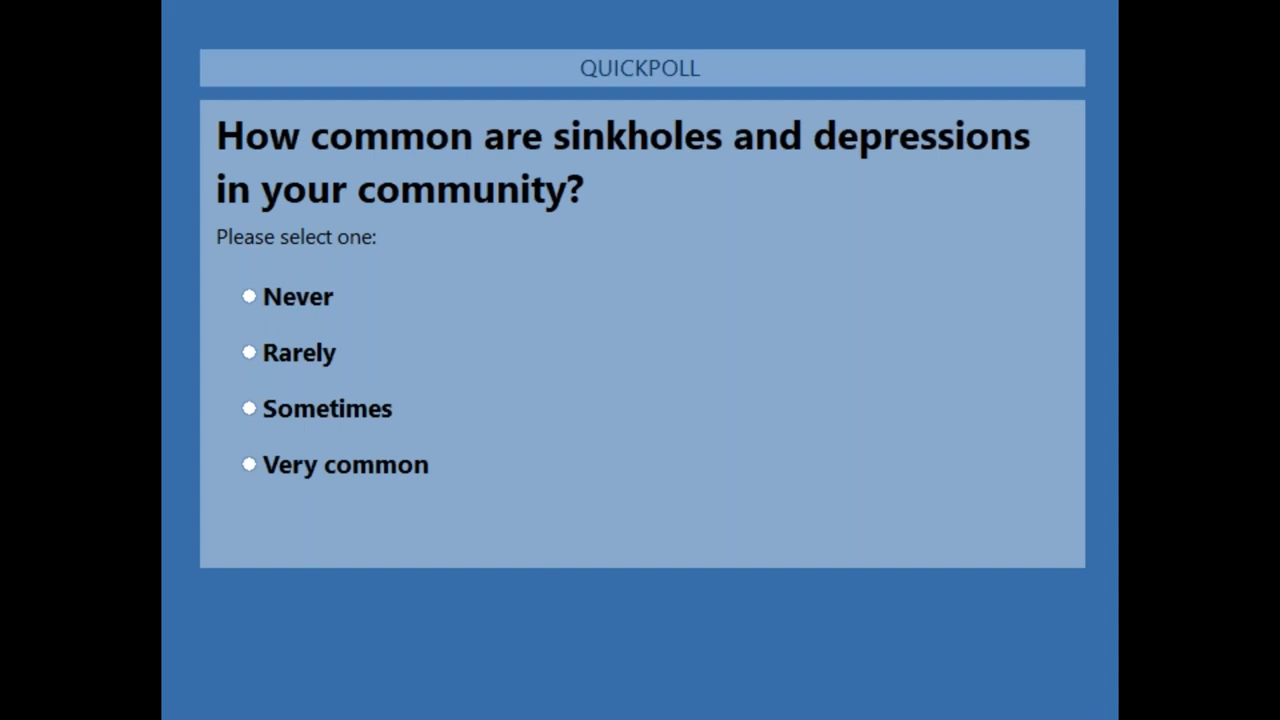 QUICKPOLL
How common are sinkholes and depressions
in your community?
Please select one:
Never
Rarely
Sometimes
Very common